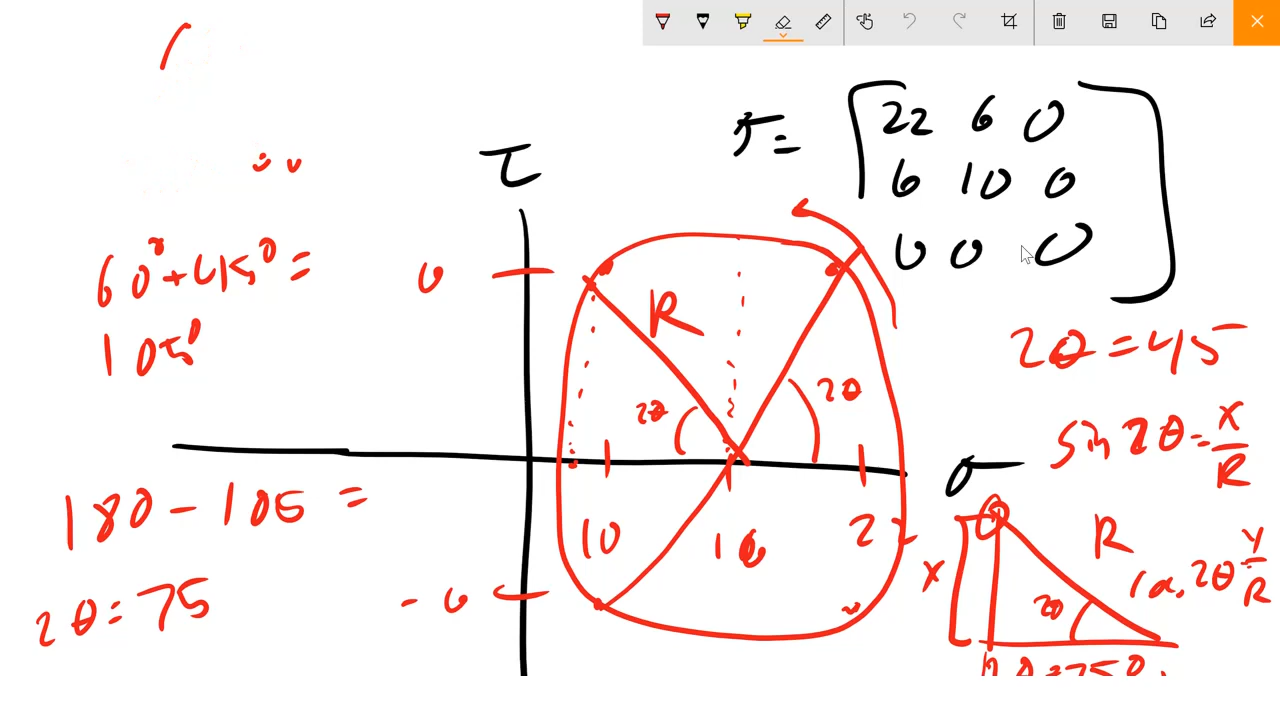 τ
σ = [22 6 0
6 10 0
0 0 0]
60° + 45° =
105°
6
R
2θ
2θ
2θ = 45
sin 2θ = X/R
σ
180 - 105 =
10
16
22
-6
2θ = 75
X
R
2θ
Y/R
2θ